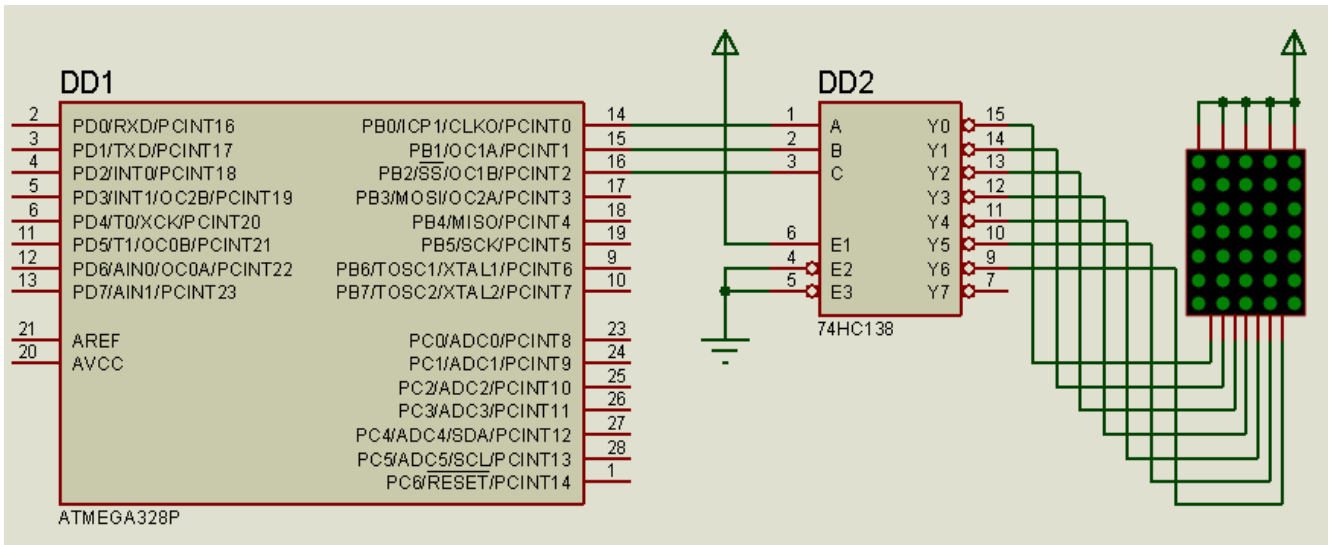 DD1
2 PD0/RXD/PCINT16 PB0/ICP1/CLKO/PCINT0 14
3 PD1/TXD/PCINT17 PB1/OC1A/PCINT1 15
4 PD2/INT0/PCINT18 PB2/SS/OC1B/PCINT2 16
5 PD3/INT1/OC2B/PCINT19 PB3/MOSI/OC2A/PCINT3 17
6 PD4/T0/XCK/PCINT20 PB4/MISO/PCINT4 18
11 PD5/T1/OC0B/PCINT21 PB5/SCK/PCINT5 19
12 PD6/AIN0/OC0A/PCINT22 PB6/TOSC1/XTAL1/PCINT6 9
13 PD7/AIN1/PCINT23 PB7/TOSC2/XTAL2/PCINT7 10
21 AREF PC0/ADC0/PCINT8 23
20 AVCC PC1/ADC1/PCINT9 24
PC2/ADC2/PCINT10 25
PC3/ADC3/PCINT11 26
PC4/ADC4/SDA/PCINT12 27
PC5/ADC5/SCL/PCINT13 28
PC6/RESET/PCINT14 1
ATMEGA328P
DD2
1 A Y0 15
2 B Y1 14
3 C Y2 13
Y3 12
Y4 11
6 E1 Y5 10
4 E2 Y6 9
5 E3 Y7 7
74HC138